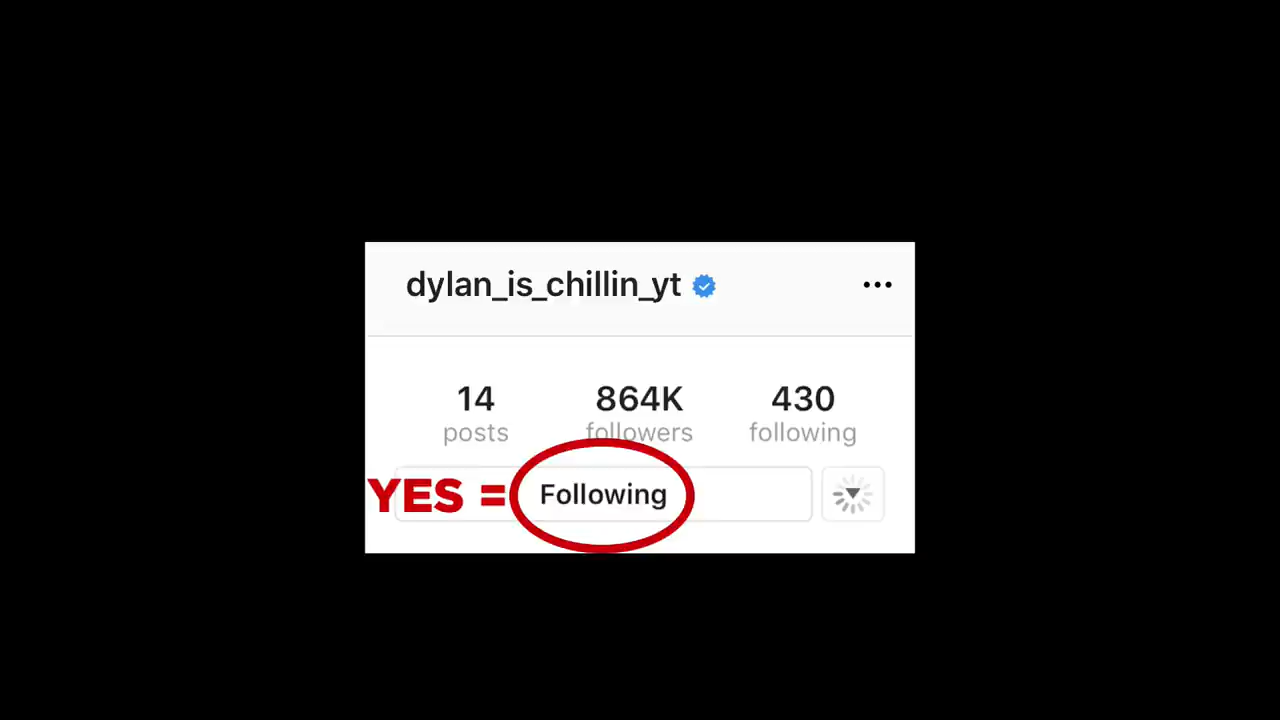 dylan_is_chillin_yt
14 864K 430
posts followers following
YES = Following